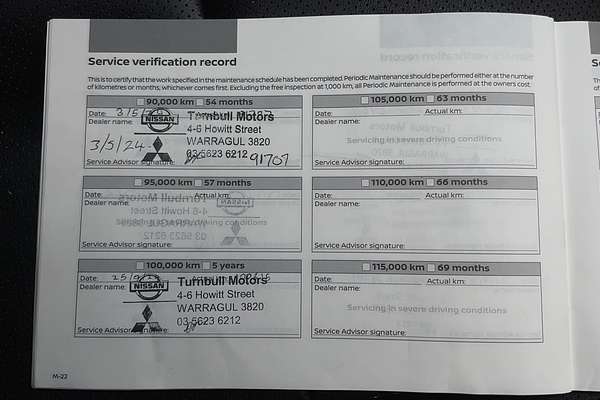 Service verification record
This is to certify that the work specified in the maintenance schedule has been completed. Periodic Maintenance should be performed either at the number
of kilometres or months, whichever comes first. Excluding the free inspection at 1,000 km, all Periodic Maintenance is performed at the owners cost.
90,000 km 54 months
Date: 3/5/
Dealer name:
NISSAN
Turnbull Motors
4-6 Howitt Street
WARRAGUL 3820
03 5623 6212
3/5/24
91707
Service Advisor signature:
105,000 km 63 months
Date: Actual km:
Dealer name:
Servicing in severe driving conditions
Service Advisor signature:
95,000 km 57 months
Date: Actual km:
Dealer name:
Service Advisor signature:
110,000 km 66 months
Date: Actual km:
Dealer name:
Service Advisor signature:
100,000 km 5 years
Date:
Dealer name:
NISSAN
Turnbull Motors
4-6 Howitt Street
WARRAGUL 3820
03 5623 6212
Service Advisor signature:
115,000 km 69 months
Date: Actual km:
Dealer name:
Servicing in severe driving conditions
Service Advisor signature:
M-22